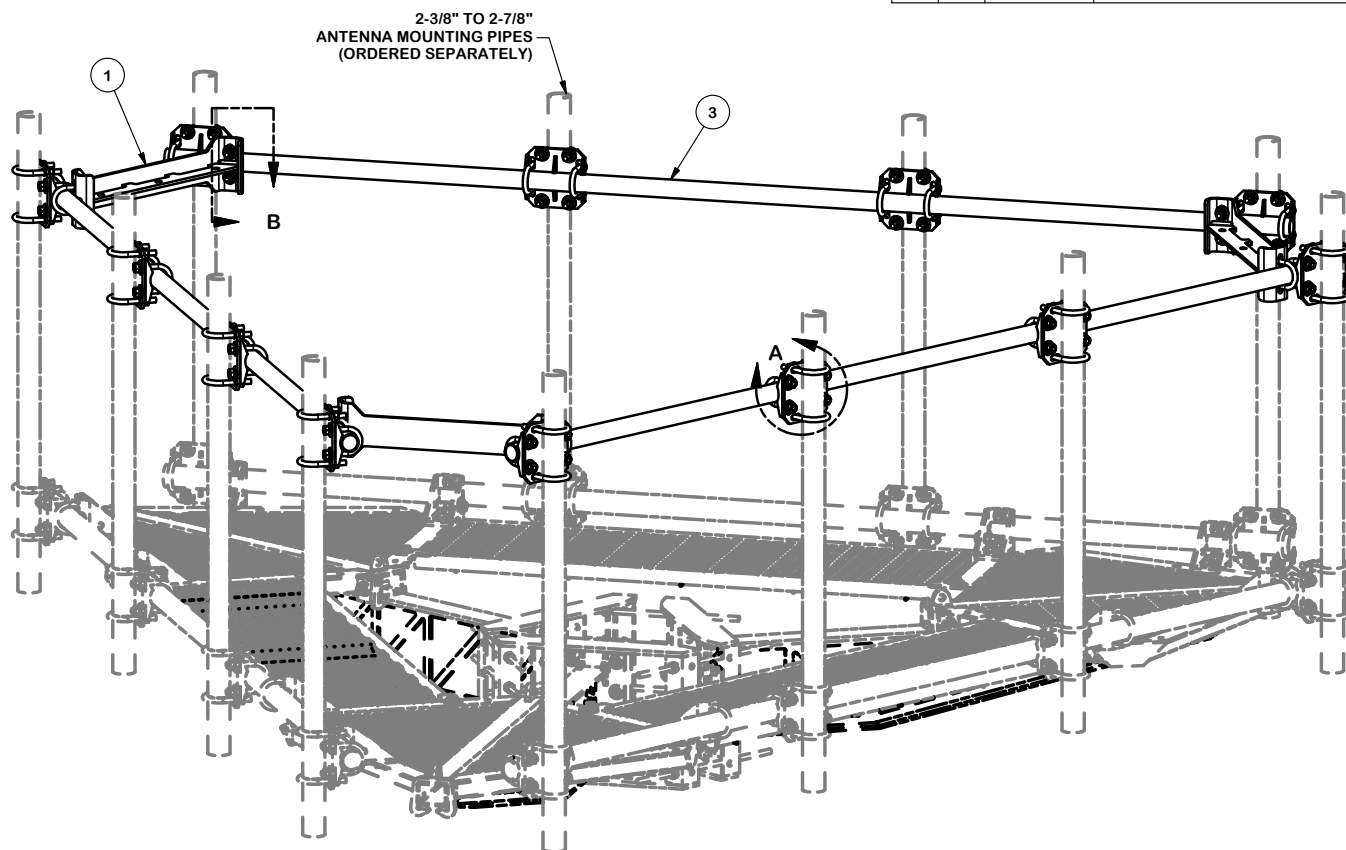 2-3/8" TO 2-7/8"
ANTENNA MOUNTING PIPES
(ORDERED SEPARATELY)
1
3
B
A